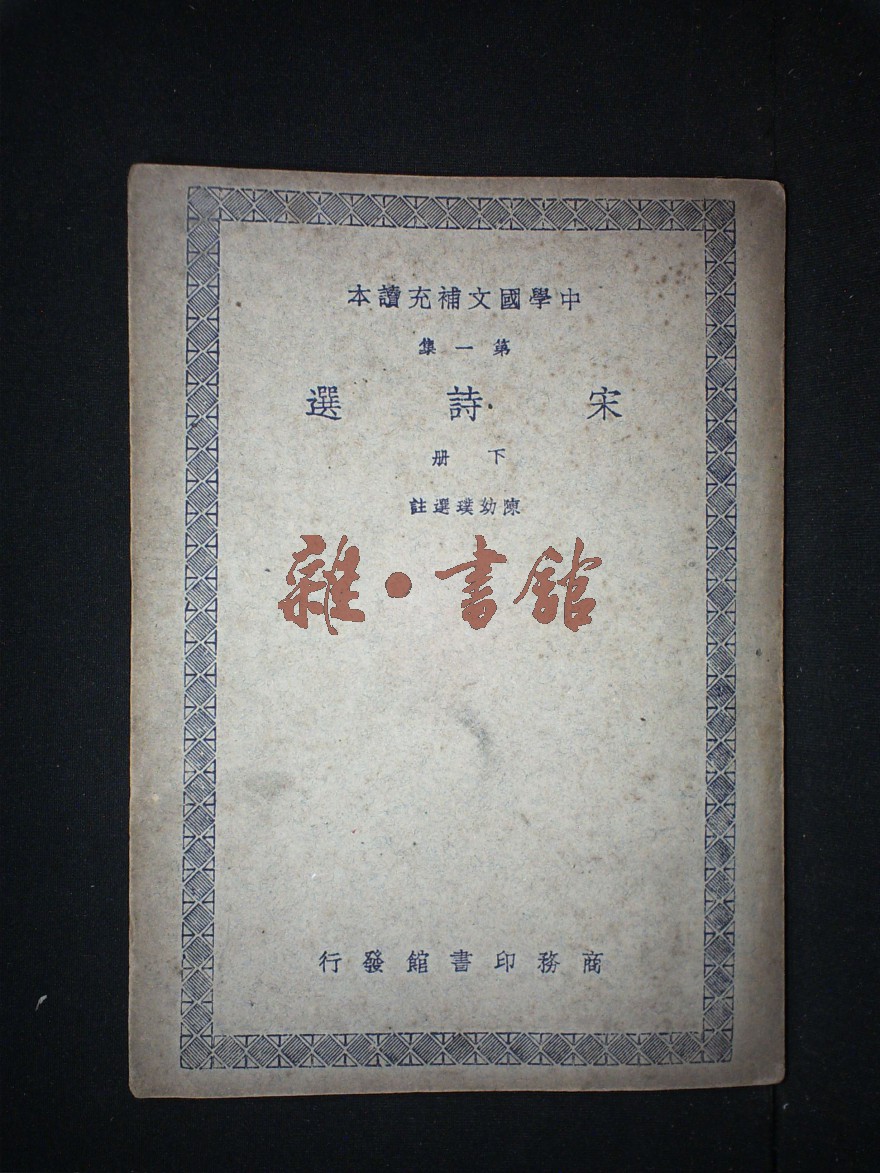 中學國文補充讀本
第一集
宋詩選
下册
陳幼璞選註
雜·書館
商務印書館發行